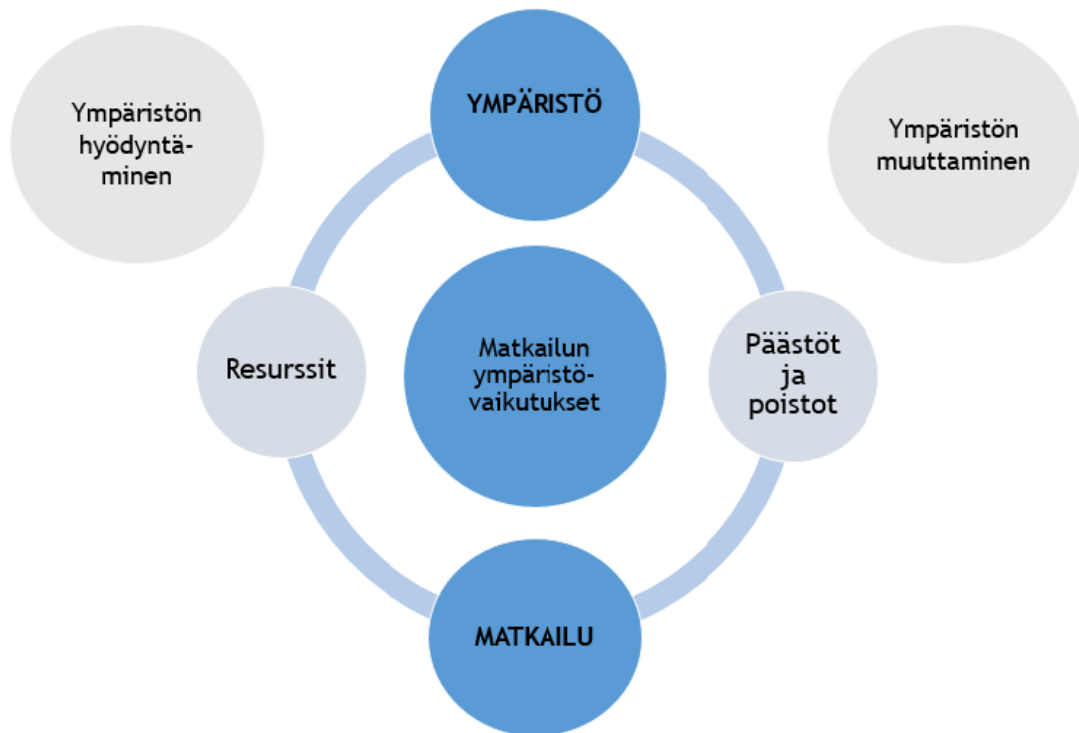 Ympäristön
hyödyntä-
minen
YMPÄRISTÖ
Ympäristön
muuttaminen
Resurssit
Matkailun
ympäristö-
vaikutukset
Päästöt
ja
poistot
MATKAILU